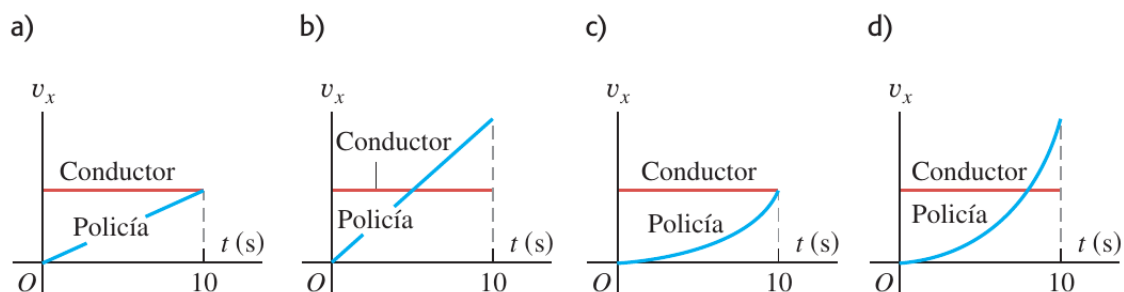 a)
v_x
Conductor
Policía
t (s)
O
10
b)
v_x
Conductor
Policía
t (s)
O
10
c)
v_x
Conductor
Policía
t (s)
O
10
d)
v_x
Conductor
Policía
t (s)
O
10